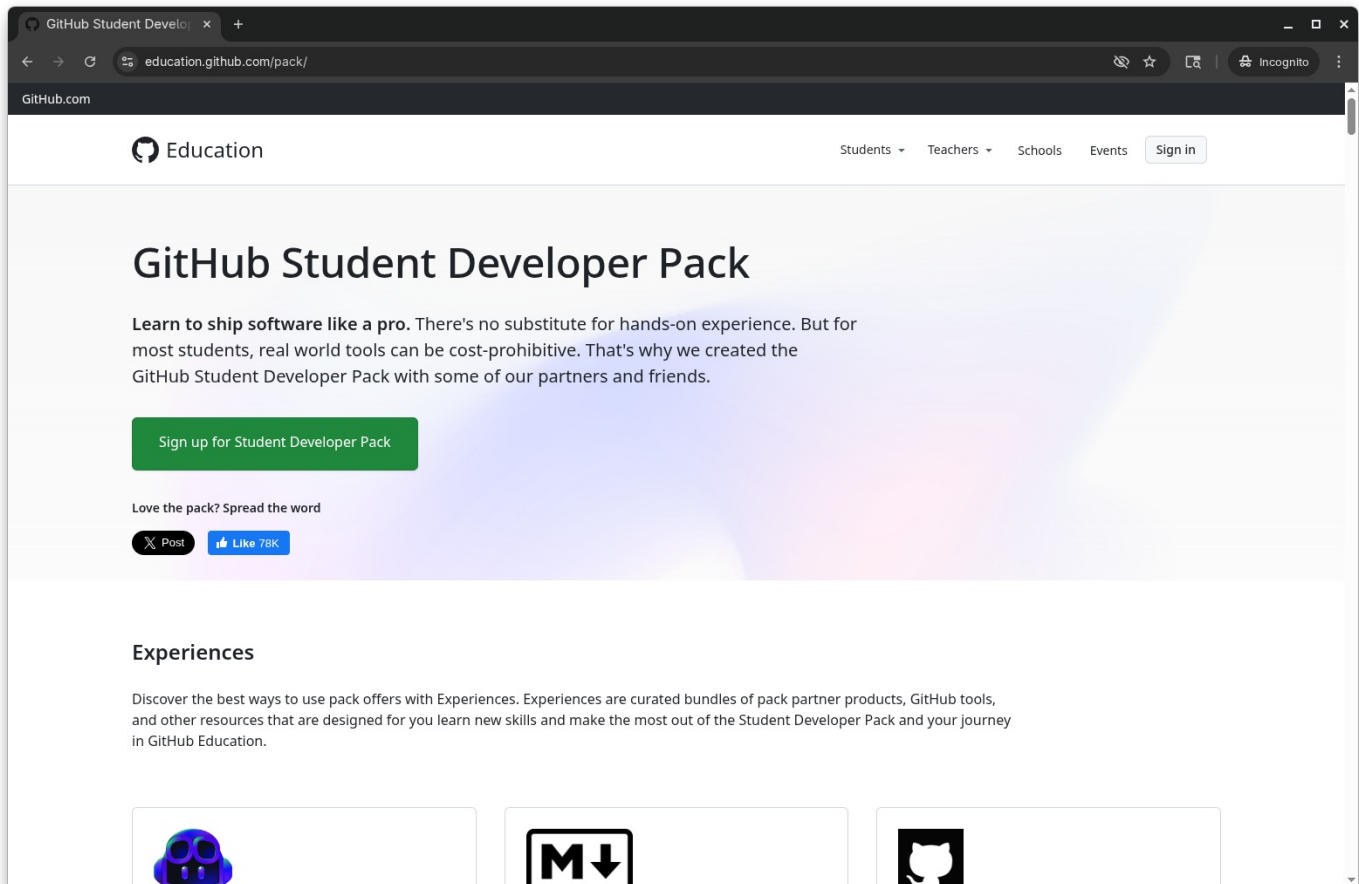 GitHub Student Develop
education.github.com/pack/
Incognito
GitHub.com
Education
Students
Teachers
Schools
Events
Sign in
GitHub Student Developer Pack
Learn to ship software like a pro. There's no substitute for hands-on experience. But for
most students, real world tools can be cost-prohibitive. That's why we created the
GitHub Student Developer Pack with some of our partners and friends.
Sign up for Student Developer Pack
Love the pack? Spread the word
Post
Like 78K
Experiences
Discover the best ways to use pack offers with Experiences. Experiences are curated bundles of pack partner products, GitHub tools,
and other resources that are designed for you learn new skills and make the most out of the Student Developer Pack and your journey
in GitHub Education.
M